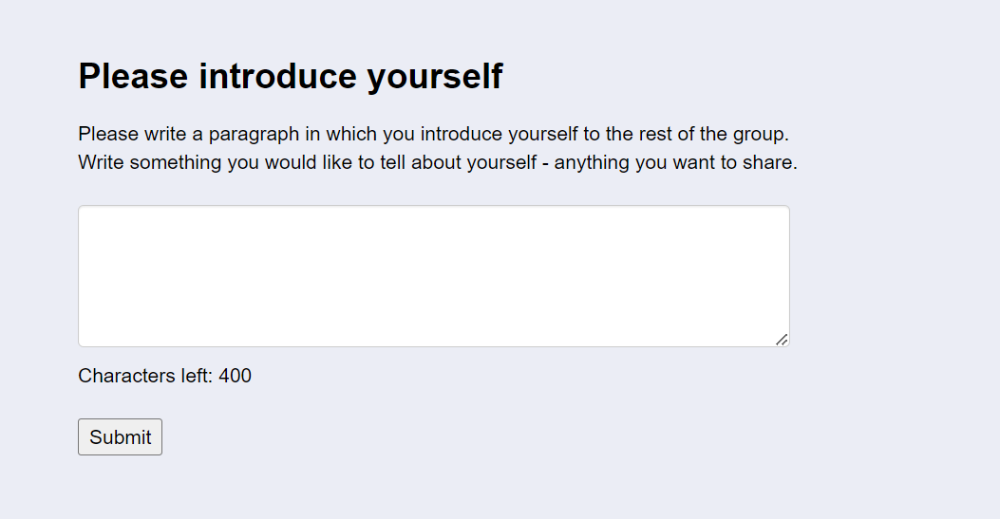 Please introduce yourself
Please write a paragraph in which you introduce yourself to the rest of the group.
Write something you would like to tell about yourself - anything you want to share.
Characters left: 400
Submit